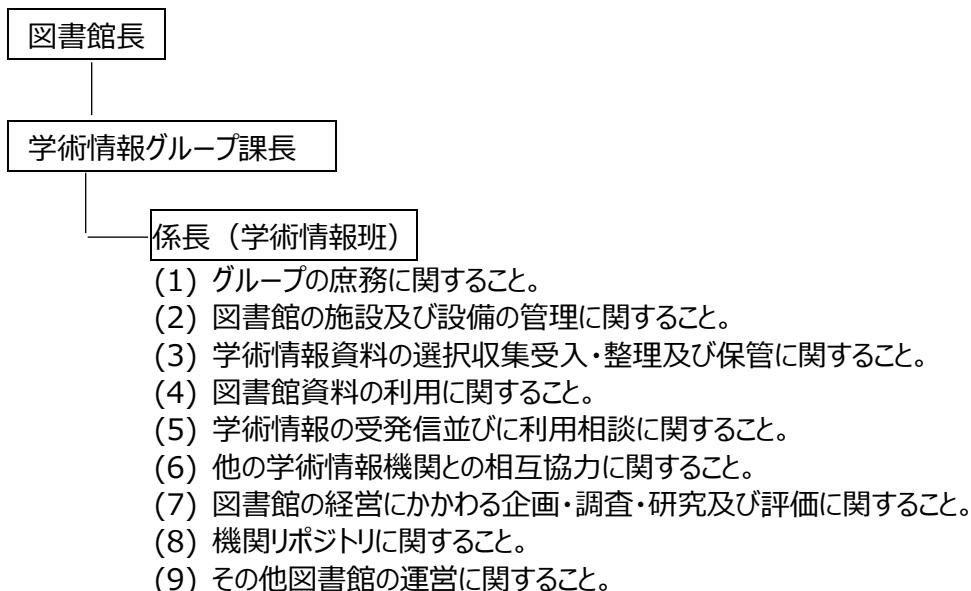 図書館長
学術情報グループ課長
係長（学術情報班）
(1) グループの庶務に関すること。
(2) 図書館の施設及び設備の管理に関すること。
(3) 学術情報資料の選択収集受入・整理及び保管に関すること。
(4) 図書館資料の利用に関すること。
(5) 学術情報の受発信並びに利用相談に関すること。
(6) 他の学術情報機関との相互協力に関すること。
(7) 図書館の経営にかかわる企画・調査・研究及び評価に関すること。
(8) 機関リポジトリに関すること。
(9) その他図書館の運営に関すること。